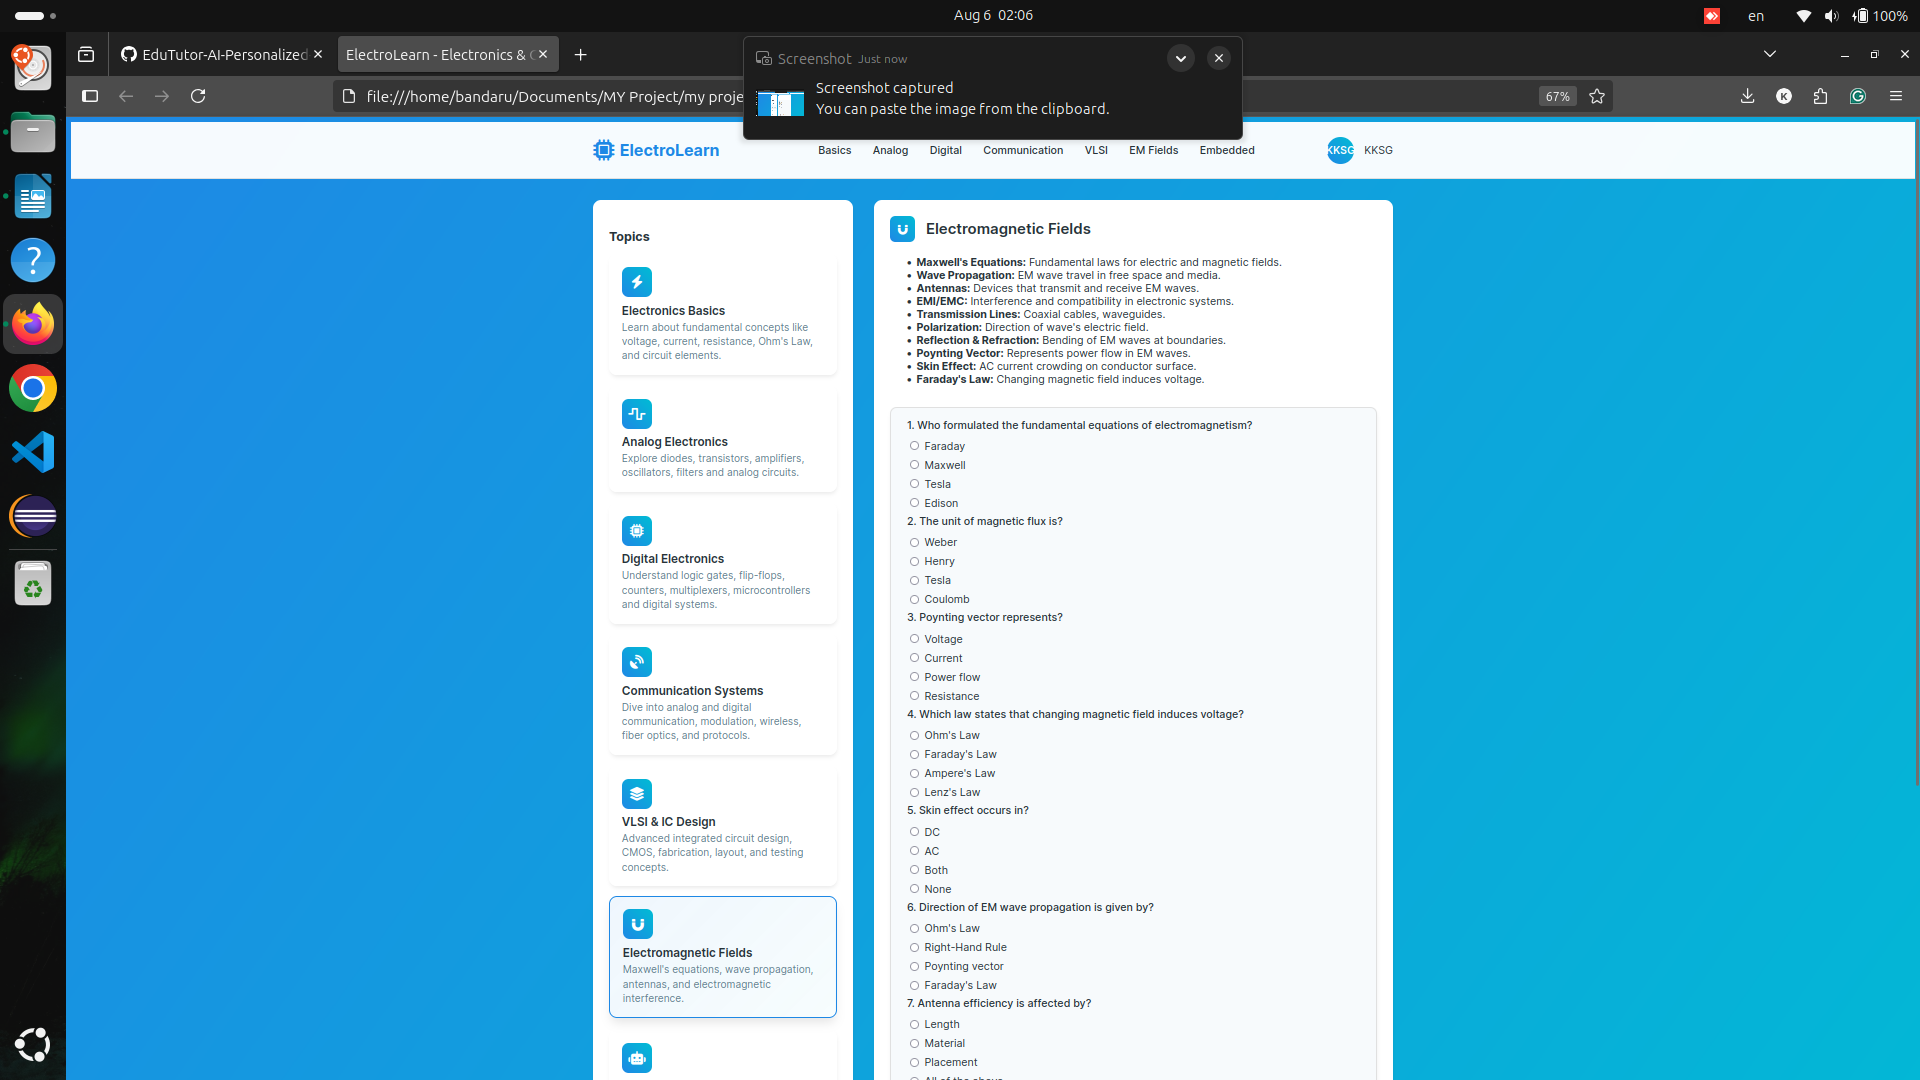 Aug 6 02:06
en
100%
EduTutor-AI-Personalized
ElectroLearn - Electronics &
file:///home/bandaru/Documents/MY Project/my proje
67%
K
Screenshot Just now
Screenshot captured
You can paste the image from the clipboard.
ElectroLearn
Basics Analog Digital Communication VLSI EM Fields Embedded
KKSG KKSG
Topics
Electronics Basics
Learn about fundamental concepts like
voltage, current, resistance, Ohm's Law,
and circuit elements.
Analog Electronics
Explore diodes, transistors, amplifiers,
oscillators, filters and analog circuits.
Digital Electronics
Understand logic gates, flip-flops,
counters, multiplexers, microcontrollers
and digital systems.
Communication Systems
Dive into analog and digital
communication, modulation, wireless,
fiber optics, and protocols.
VLSI & IC Design
Advanced integrated circuit design,
CMOS, fabrication, layout, and testing
concepts.
Electromagnetic Fields
Maxwell's equations, wave propagation,
antennas, and electromagnetic
interference.
Electromagnetic Fields
• Maxwell's Equations: Fundamental laws for electric and magnetic fields.
• Wave Propagation: EM wave travel in free space and media.
• Antennas: Devices that transmit and receive EM waves.
• EMI/EMC: Interference and compatibility in electronic systems.
• Transmission Lines: Coaxial cables, waveguides.
• Polarization: Direction of wave's electric field.
• Reflection & Refraction: Bending of EM waves at boundaries.
• Poynting Vector: Represents power flow in EM waves.
• Skin Effect: AC current crowding on conductor surface.
• Faraday's Law: Changing magnetic field induces voltage.
1. Who formulated the fundamental equations of electromagnetism?
Faraday
Maxwell
Tesla
Edison
2. The unit of magnetic flux is?
Weber
Henry
Tesla
Coulomb
3. Poynting vector represents?
Voltage
Current
Power flow
Resistance
4. Which law states that changing magnetic field induces voltage?
Ohm's Law
Faraday's Law
Ampere's Law
Lenz's Law
5. Skin effect occurs in?
DC
AC
Both
None
6. Direction of EM wave propagation is given by?
Ohm's Law
Right-Hand Rule
Poynting vector
Faraday's Law
7. Antenna efficiency is affected by?
Length
Material
Placement